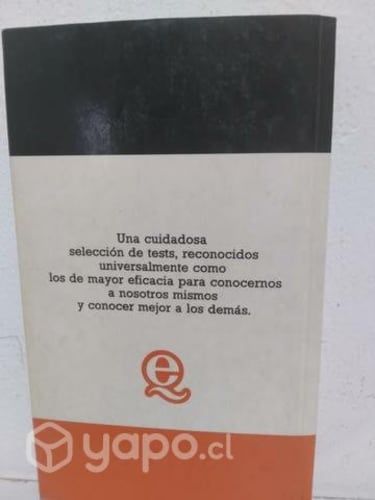 Una cuidadosa
selección de tests, reconocidos
universalmente como
los de mayor eficacia para conocernos
a nosotros mismos
y conocer mejor a los demás.
eQ
yapo.cl